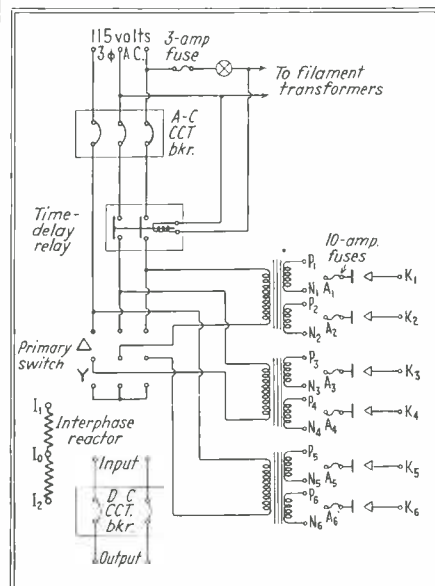 115 volts
3ϕ A.C.
3-amp
fuse
To filament
transformers
A-C
CCT
bkr.
Time-
delay
relay
10-amp.
fuses
P1
N1 A1
K1
P2
N2 A2
K2
Primary
switch
Δ
Y
P3
N3 A3
K3
P4
N4 A4
K4
I1
Interphase
reactor
I0
I2
Input
D C
CCT.
bkr.
Output
P5
N5 A5
K5
P6
N6 A6
K6